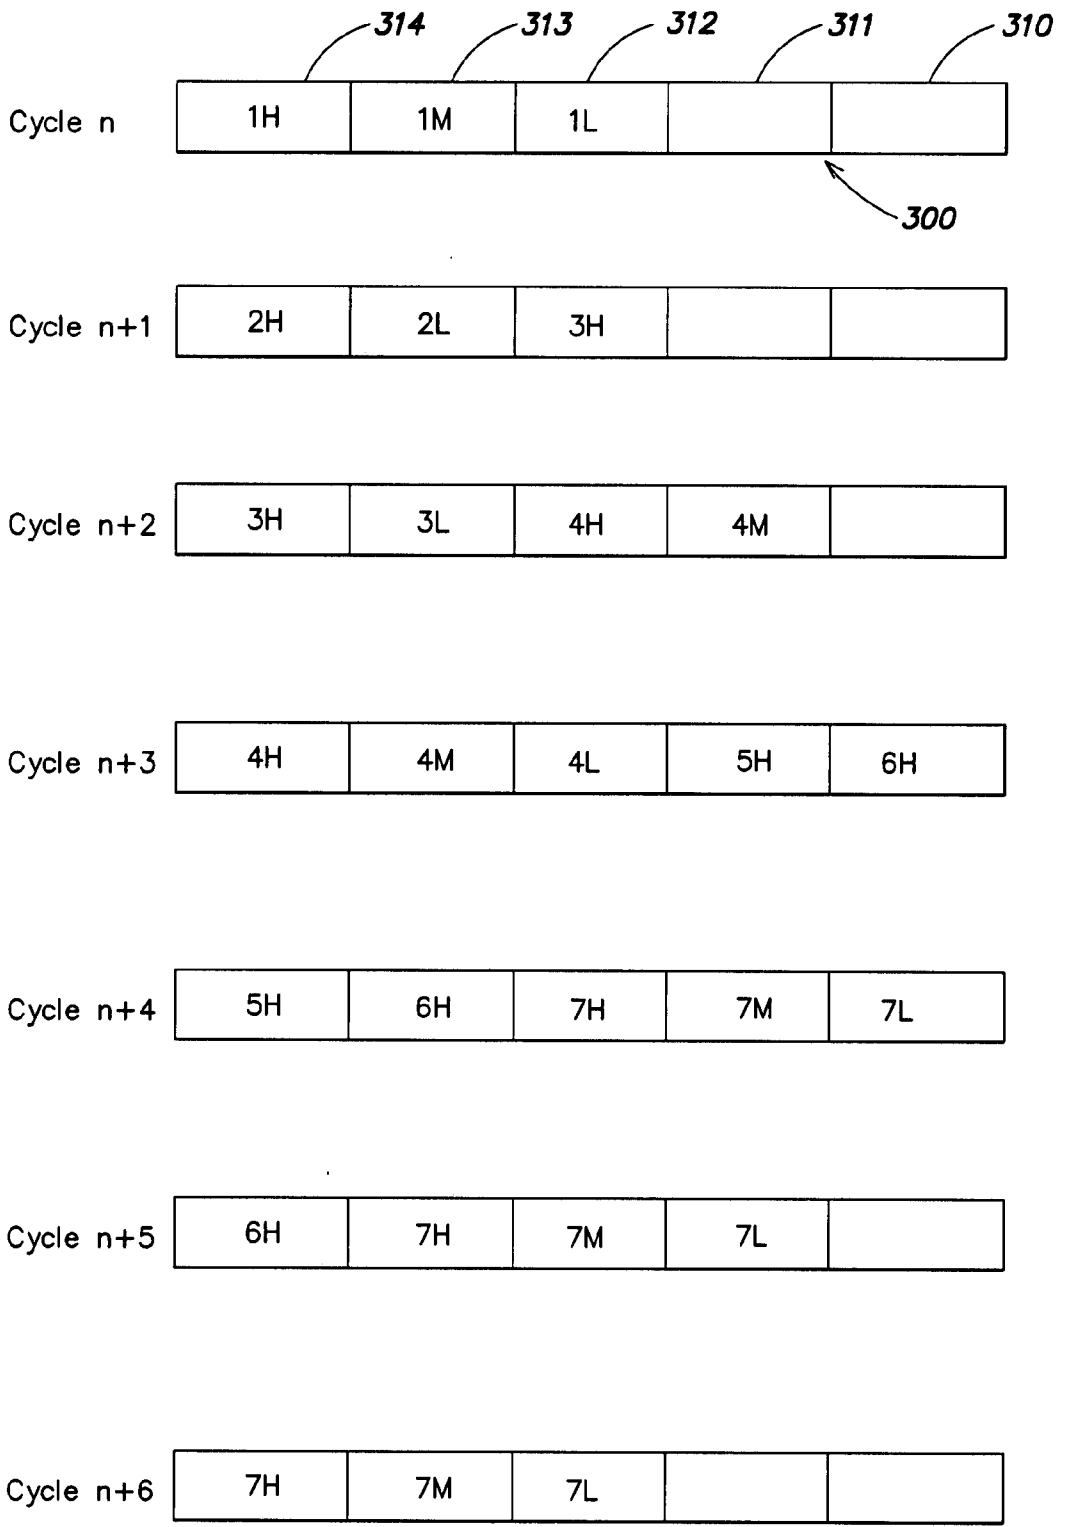 314 313 312 311 310
Cycle n 1H 1M 1L
300
Cycle n+1 2H 2L 3H
Cycle n+2 3H 3L 4H 4M
Cycle n+3 4H 4M 4L 5H 6H
Cycle n+4 5H 6H 7H 7M 7L
Cycle n+5 6H 7H 7M 7L
Cycle n+6 7H 7M 7L